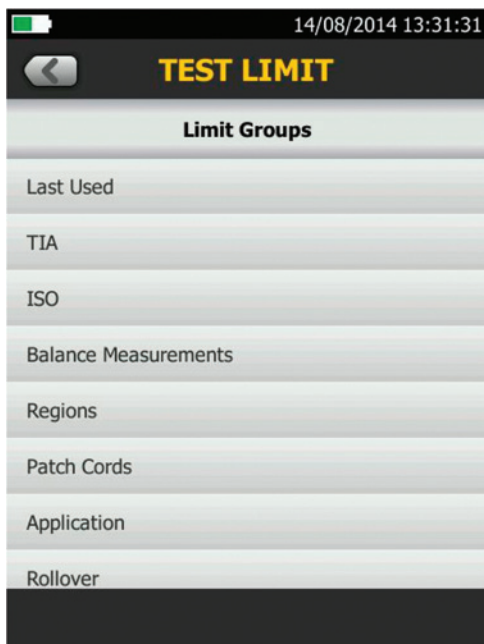 14/08/2014 13:31:31
TEST LIMIT
Limit Groups
Last Used
TIA
ISO
Balance Measurements
Regions
Patch Cords
Application
Rollover